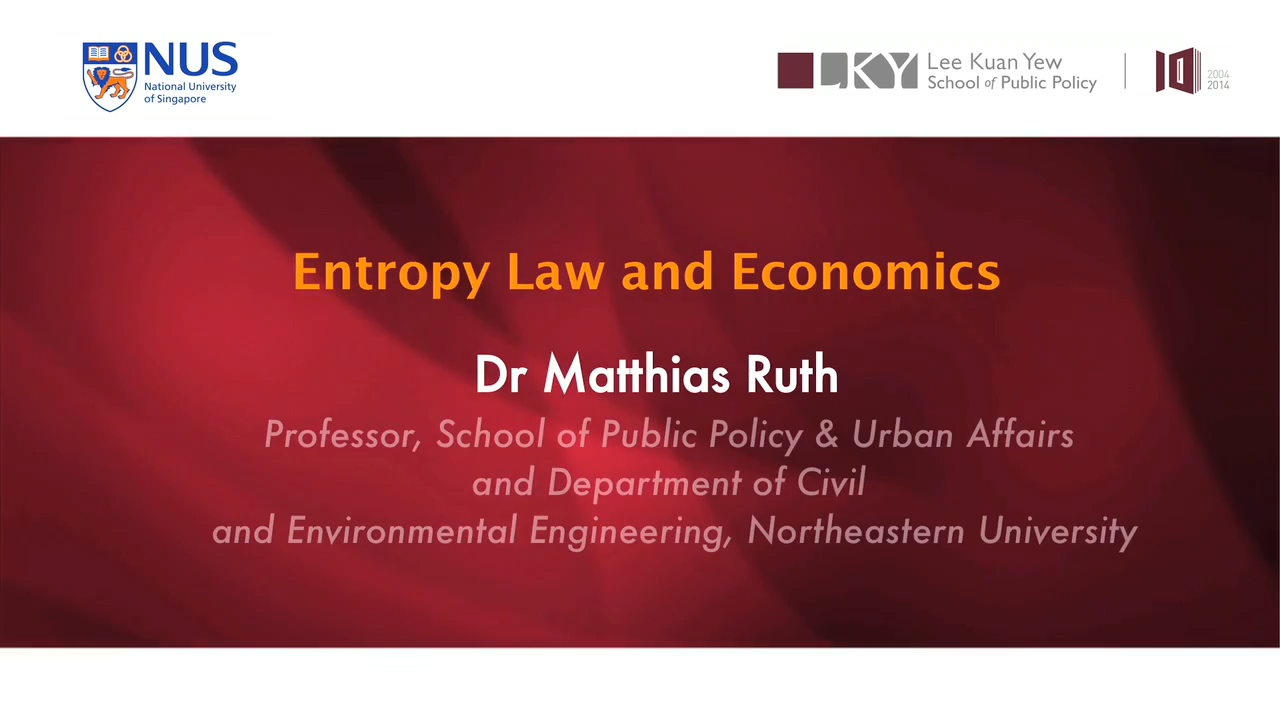 NUS
National University
of Singapore
LKY
Lee Kuan Yew
School of Public Policy
2004
2014
Entropy Law and Economics
Dr Matthias Ruth
Professor, School of Public Policy & Urban Affairs
and Department of Civil
and Environmental Engineering, Northeastern University